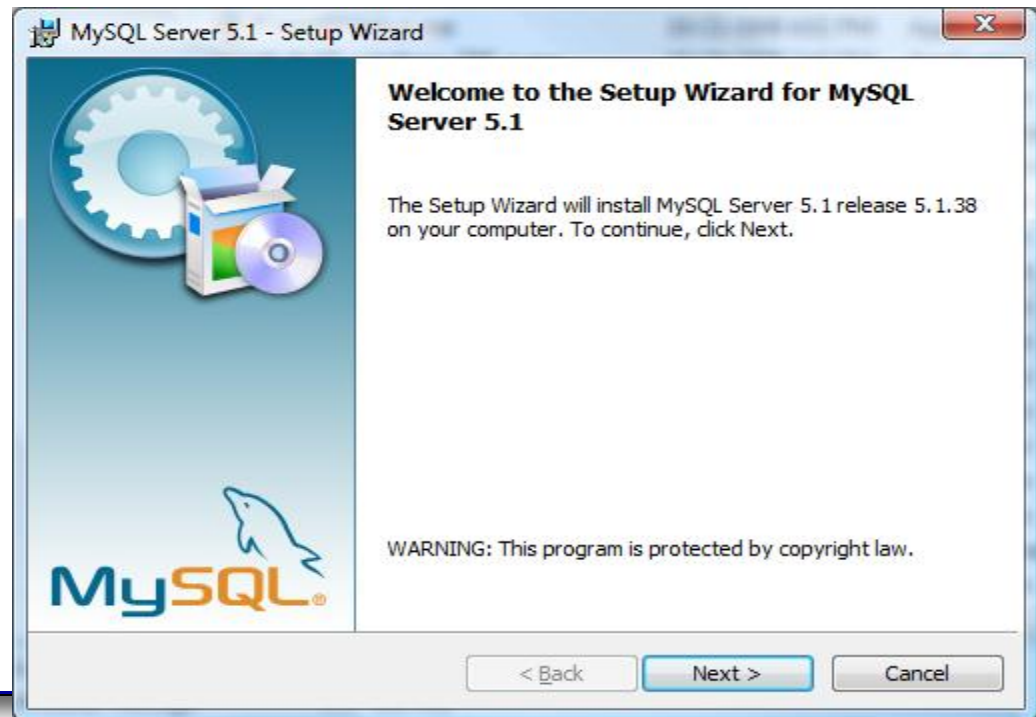 MySQL Server 5.1 - Setup Wizard
Welcome to the Setup Wizard for MySQL
Server 5.1
The Setup Wizard will install MySQL Server 5.1 release 5.1.38
on your computer. To continue, click Next.
WARNING: This program is protected by copyright law.
MySQL®
< Back
Next >
Cancel